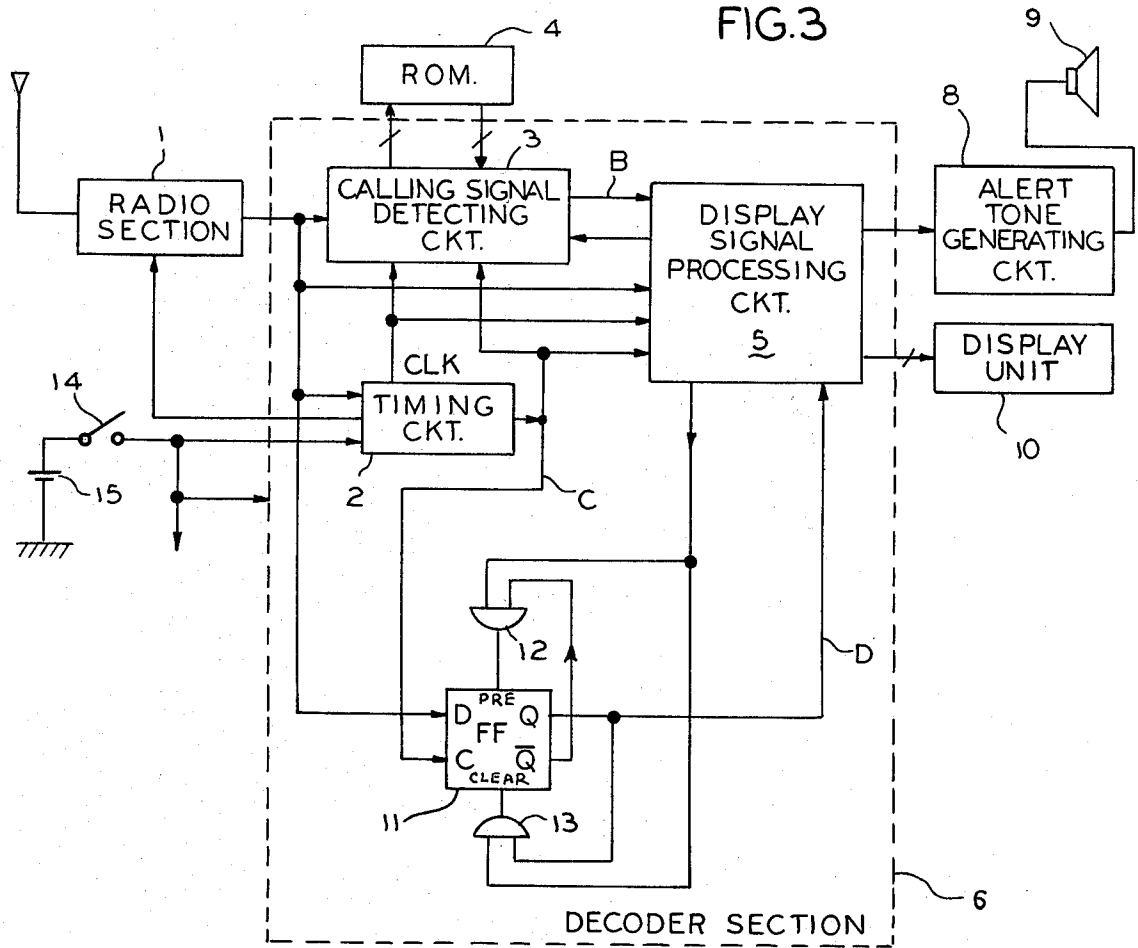 FIG.3
9
4
ROM.
8
1
3
B
RADIO
SECTION
CALLING SIGNAL
DETECTING
CKT.
DISPLAY
SIGNAL
PROCESSING
CKT.
5
ALERT
TONE
GENERATING
CKT.
CLK
14
TIMING
CKT.
DISPLAY
UNIT
10
15
2
C
12
D
PRE
D
Q
FF
C
Q̅
CLEAR
11
13
6
DECODER SECTION